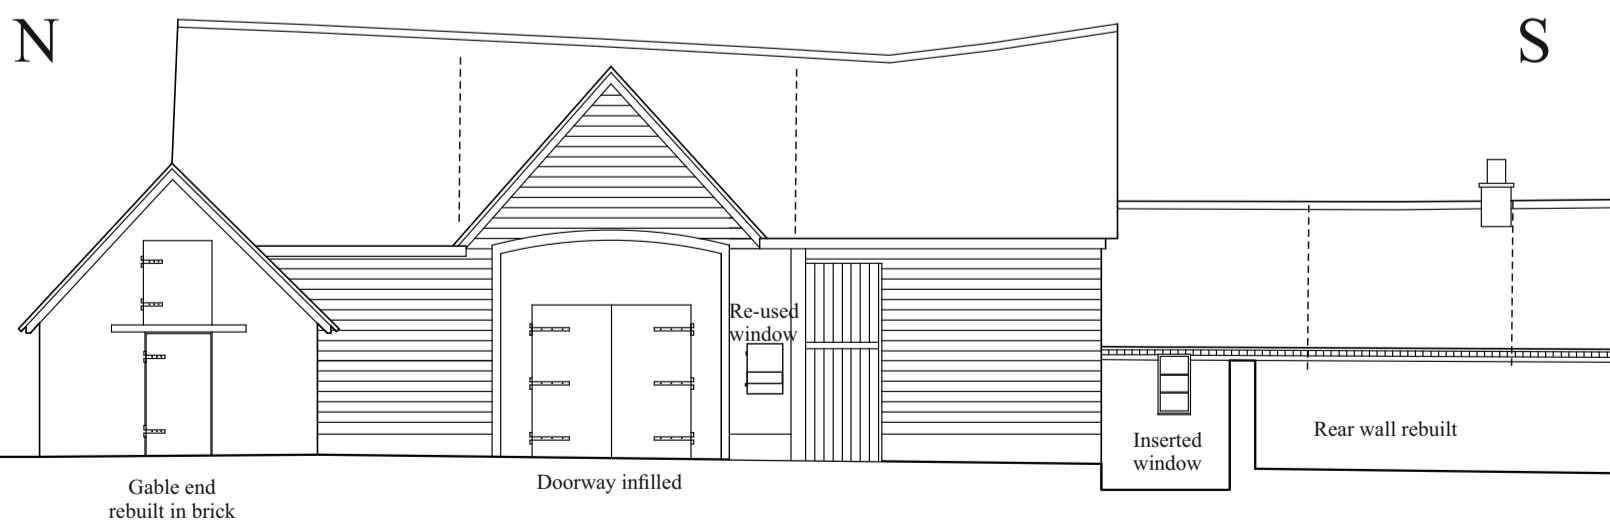 N
S
Re-used
window
Inserted
window
Rear wall rebuilt
Gable end
rebuilt in brick
Doorway infilled